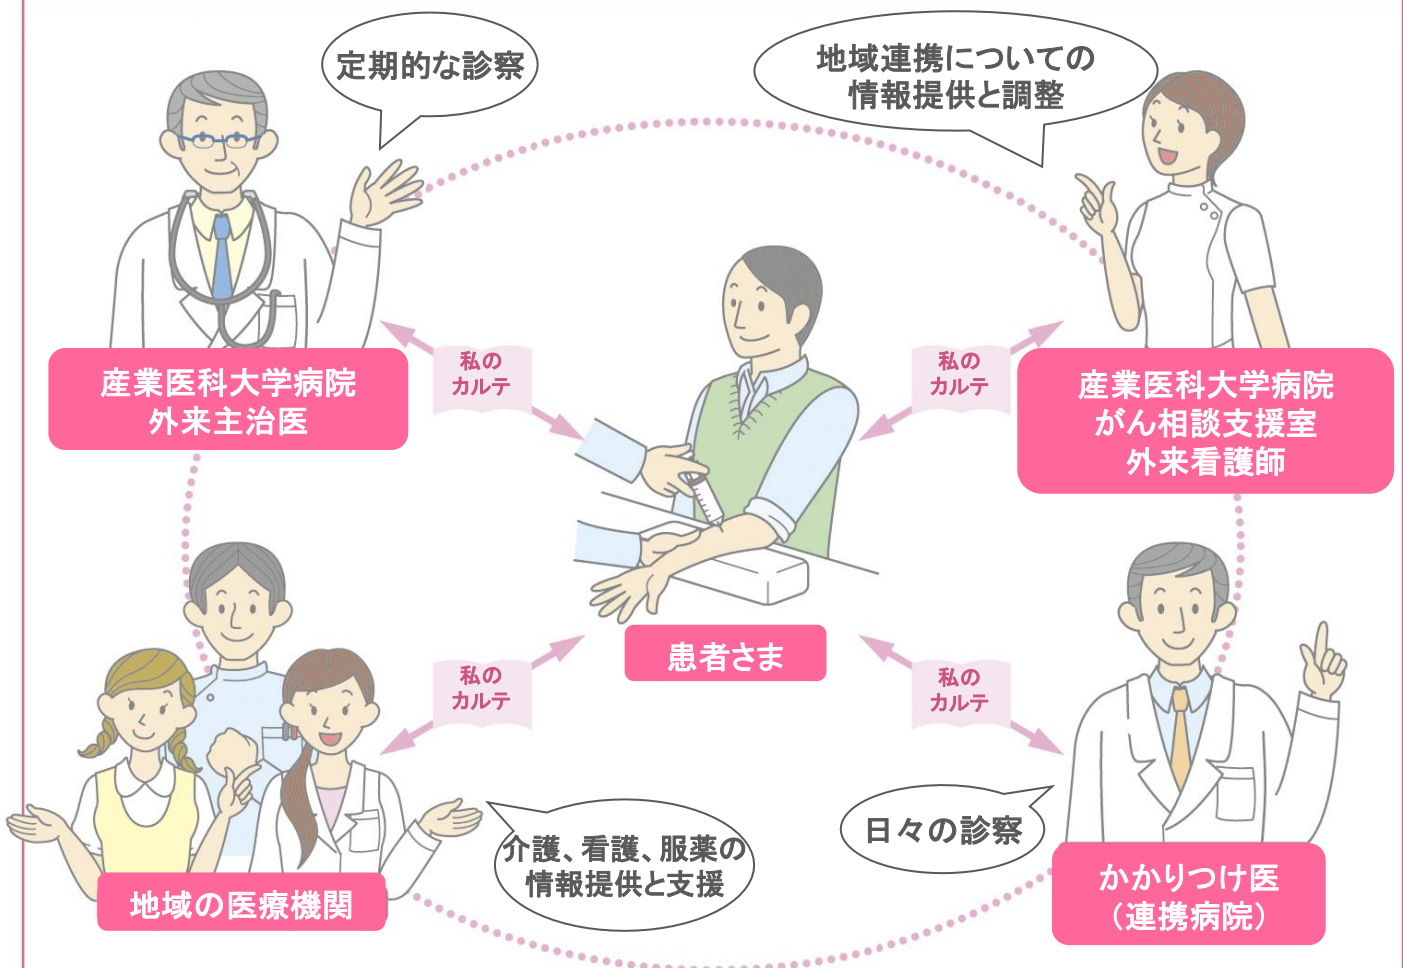 定期的な診察
地域連携についての
情報提供と調整
産業医科大学病院
外来主治医
私の
カルテ
私の
カルテ
産業医科大学病院
がん相談支援室
外来看護師
患者さま
私の
カルテ
私の
カルテ
地域の医療機関
介護、看護、服薬の
情報提供と支援
日々の診察
かかりつけ医
（連携病院）